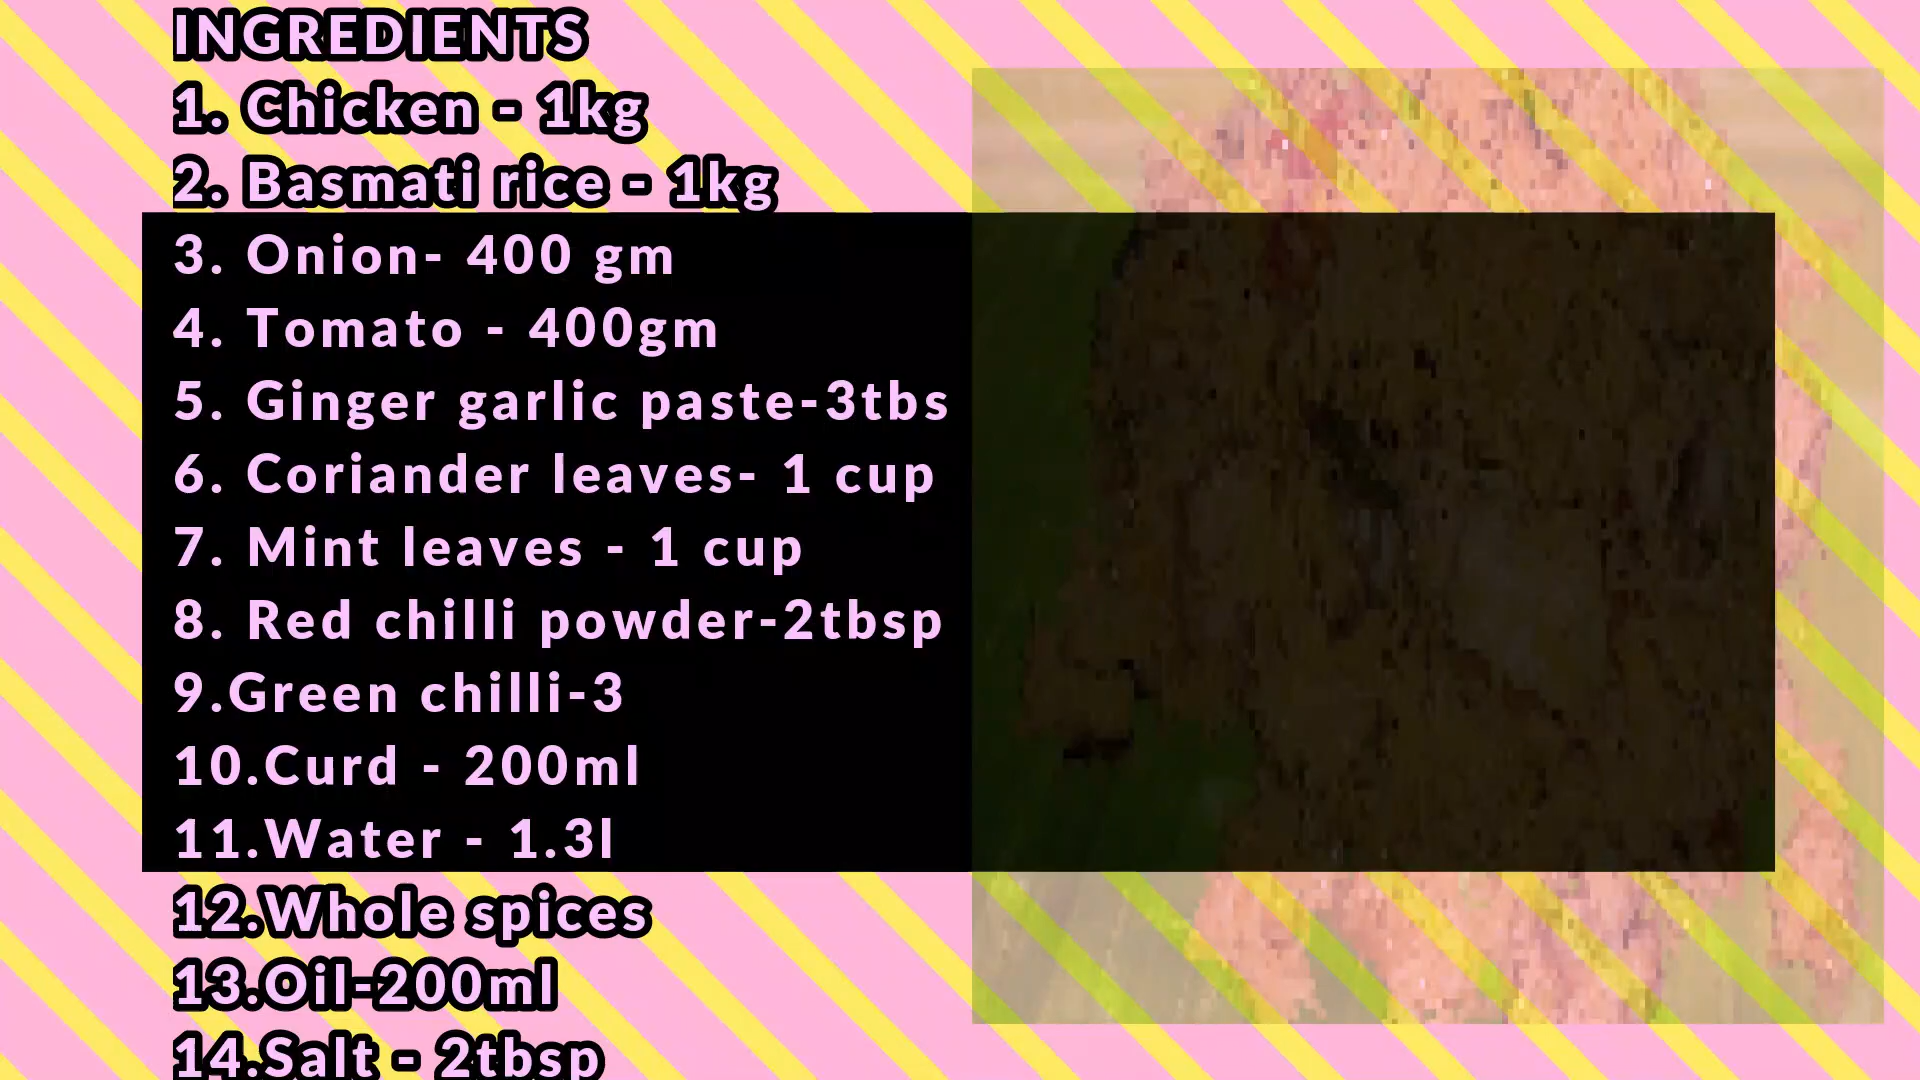 INGREDIENTS
1. Chicken - 1kg
2. Basmati rice - 1kg
3. Onion- 400 gm
4. Tomato - 400gm
5. Ginger garlic paste-3tbs
6. Coriander leaves- 1 cup
7. Mint leaves - 1 cup
8. Red chilli powder-2tbsp
9.Green chilli-3
10.Curd - 200ml
11.Water - 1.3l
12.Whole spices
13.Oil-200ml
14.Salt - 2tbsp